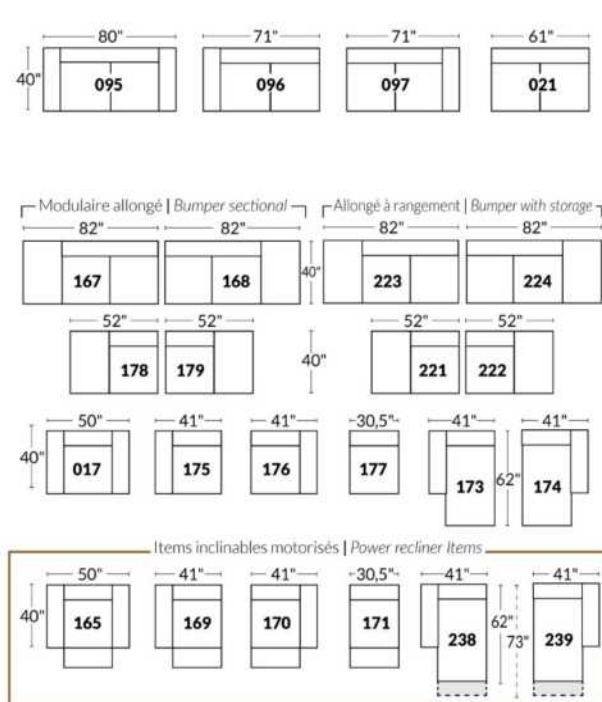 80" 71" 71" 61"
40" 095 096 097 021
Modulaire allongé | Bumper sectional Allongé à rangement | Bumper with storage
82" 82" 82" 82"
167 168 40" 223 224
52" 52" 52" 52"
178 179 40" 221 222
50" 41" 41" 30,5" 41" 41"
40" 017 175 176 177 173 62" 174
Items inclinables motorisés | Power recliner Items
50" 41" 41" 30,5" 41" 41"
40" 165 169 170 171 238 62" 73" 239